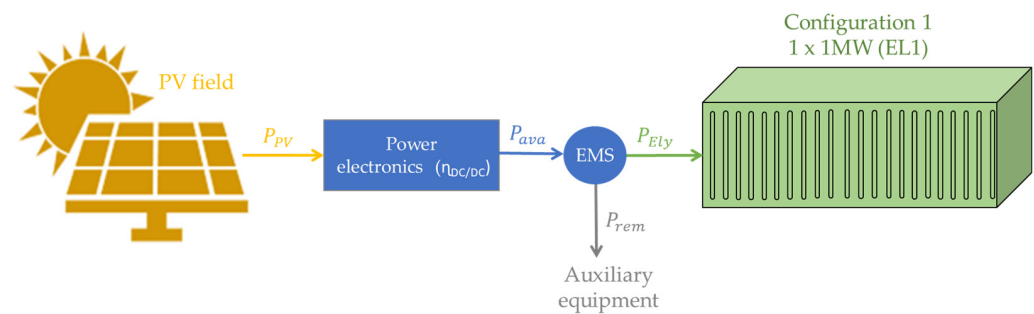 Configuration 1
1 x 1MW (EL1)
PV field
P_PV
Power
electronics (η_DC/DC)
P_ava
EMS
P_Ely
P_rem
Auxiliary
equipment